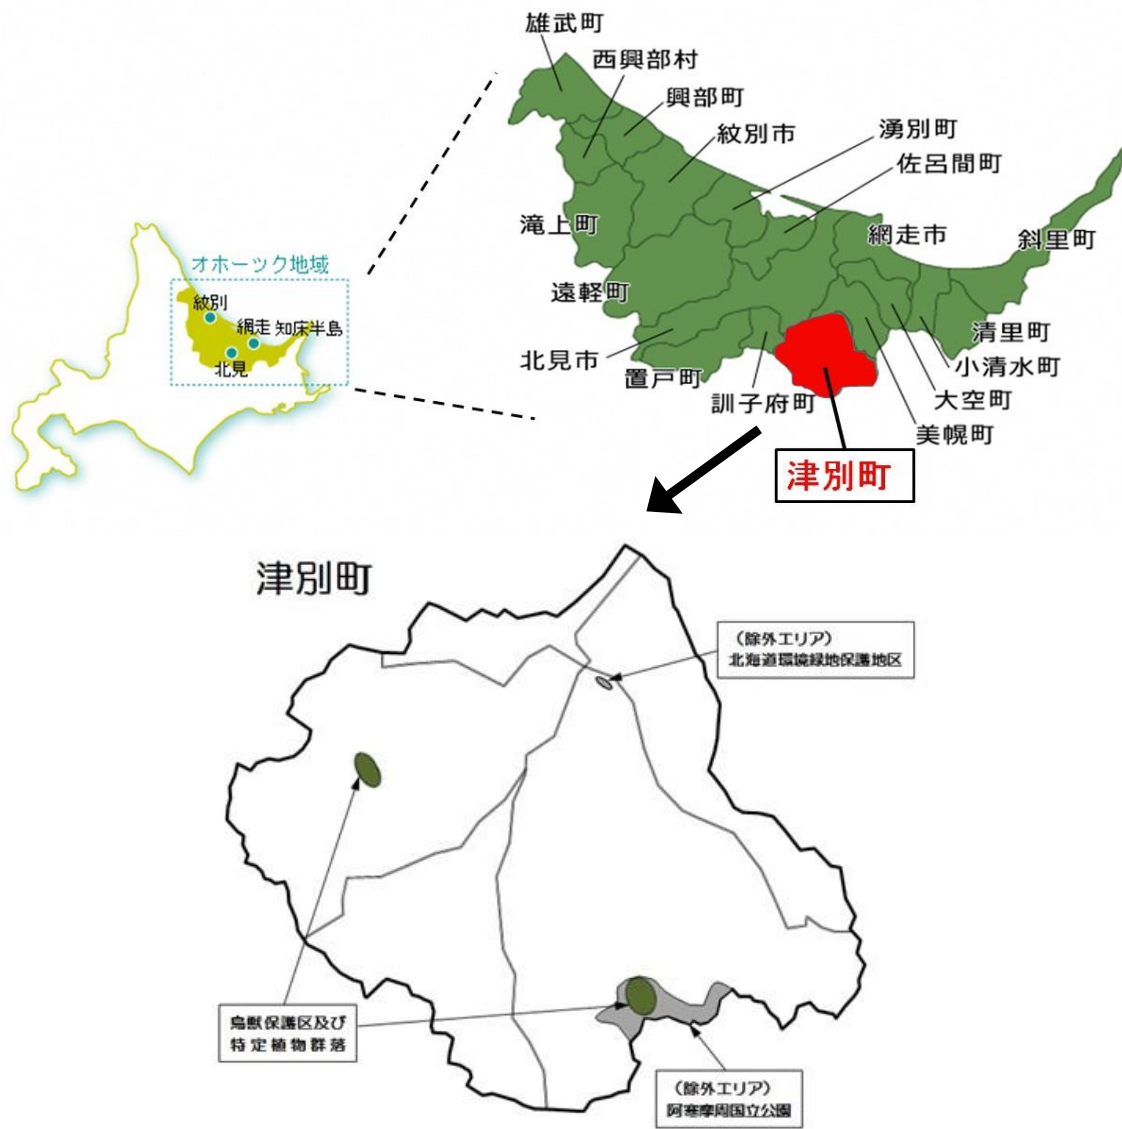 雄武町
西興部村
興部町
紋別市
湧別町
佐呂間町
網走市
斜里町
滝上町
遠軽町
北見市
置戸町
訓子府町
清里町
小清水町
大空町
美幌町
津別町
オホーツク地域
紋別
網走
知床半島
北見
津別町
（除外エリア）
北海道環境緑地保護地区
鳥獣保護区及び
特定植物群落
（除外エリア）
阿寒摩周国立公園